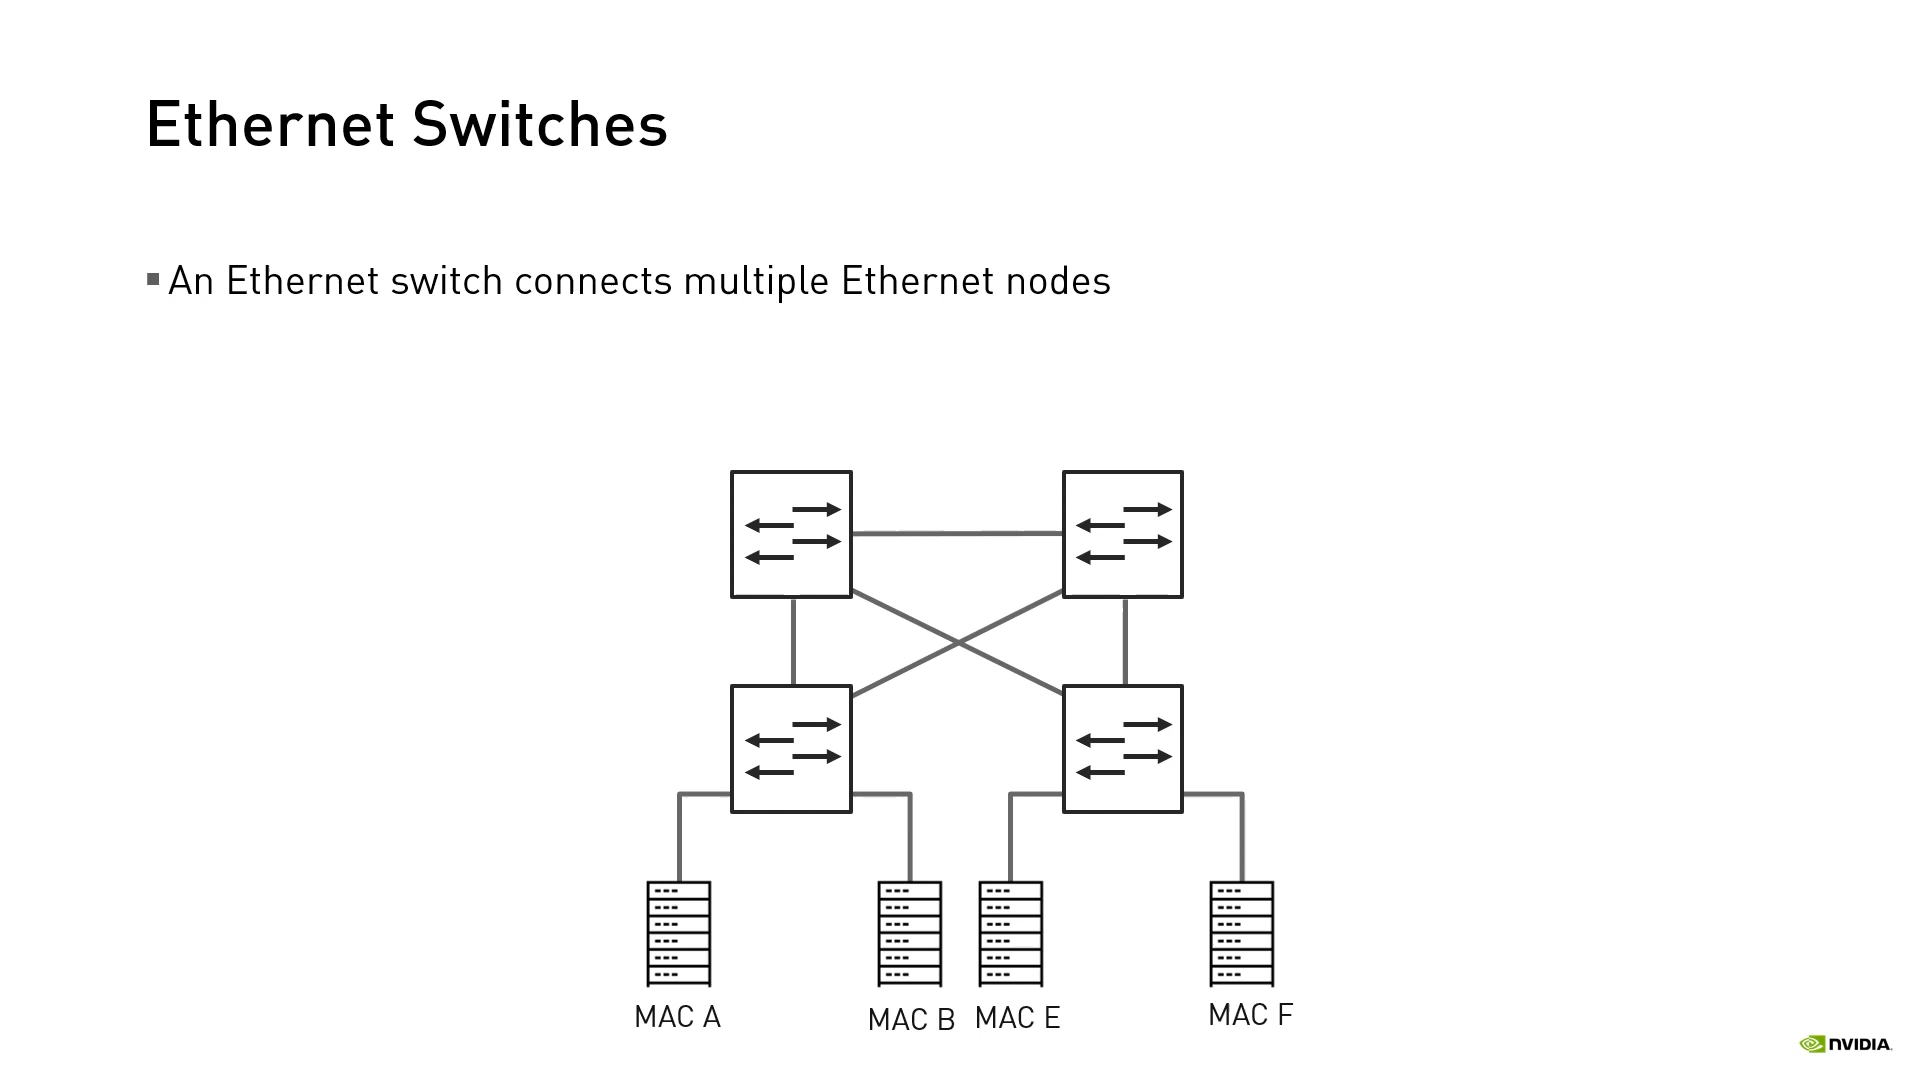 Ethernet Switches
▪ An Ethernet switch connects multiple Ethernet nodes
MAC A
MAC B
MAC E
MAC F
NVIDIA.